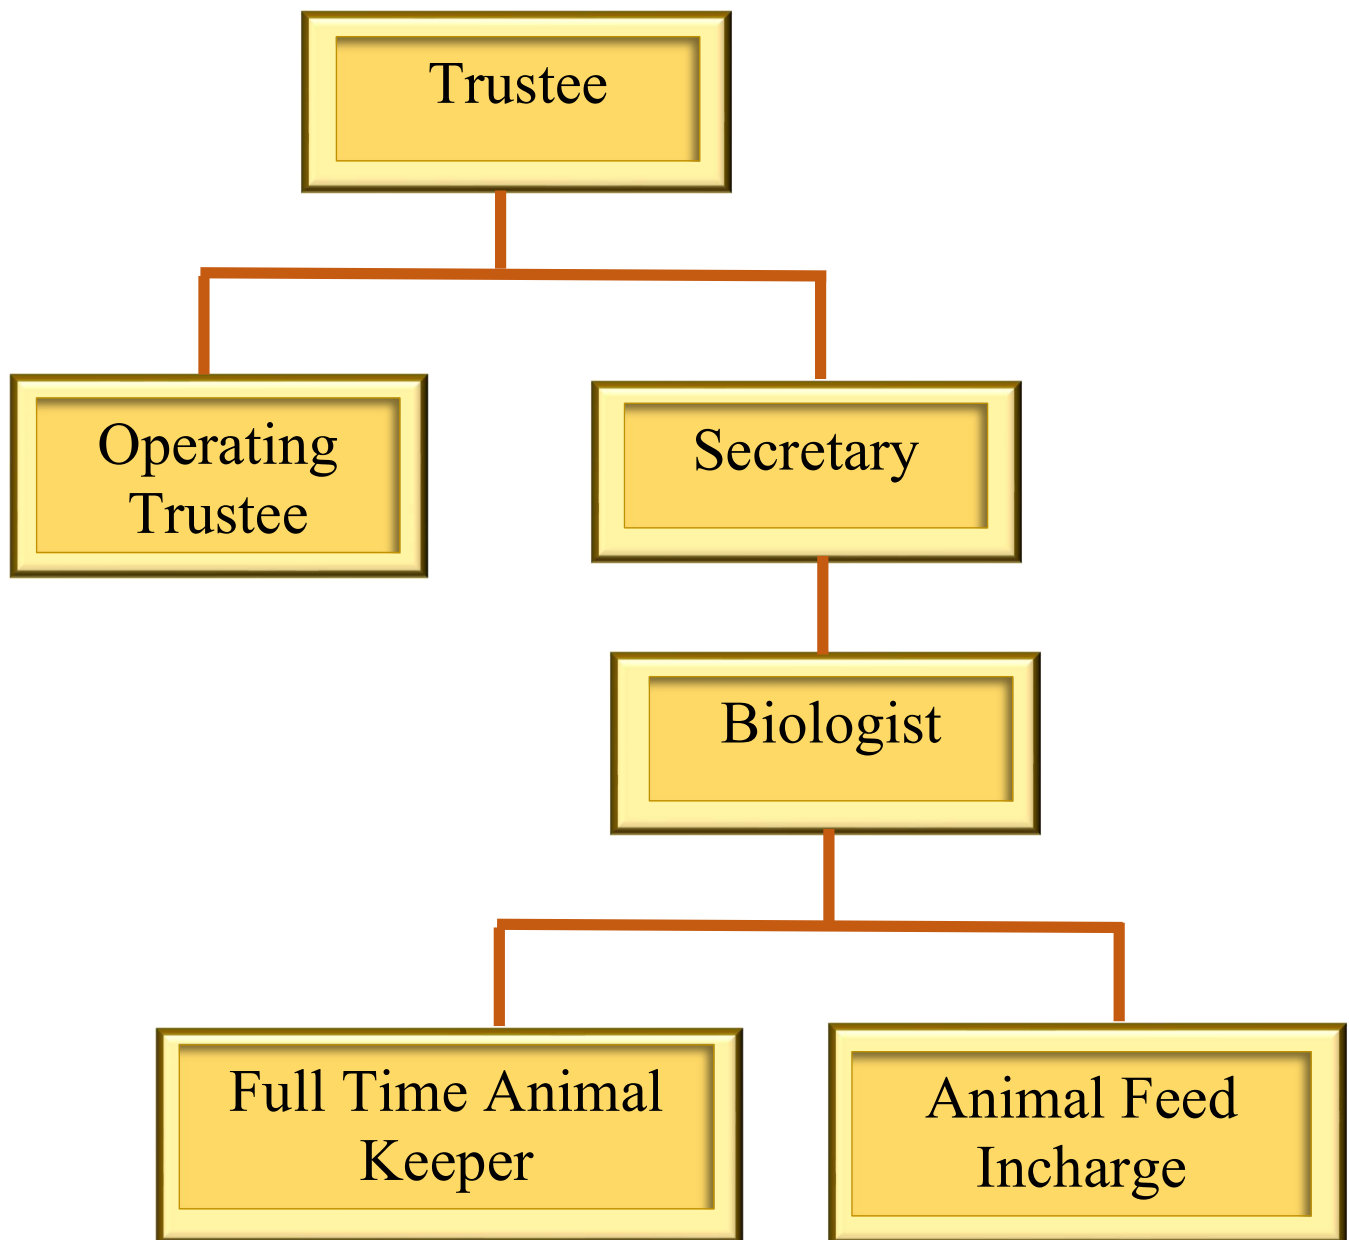 Trustee
Operating
Trustee
Secretary
Biologist
Full Time Animal
Keeper
Animal Feed
Incharge